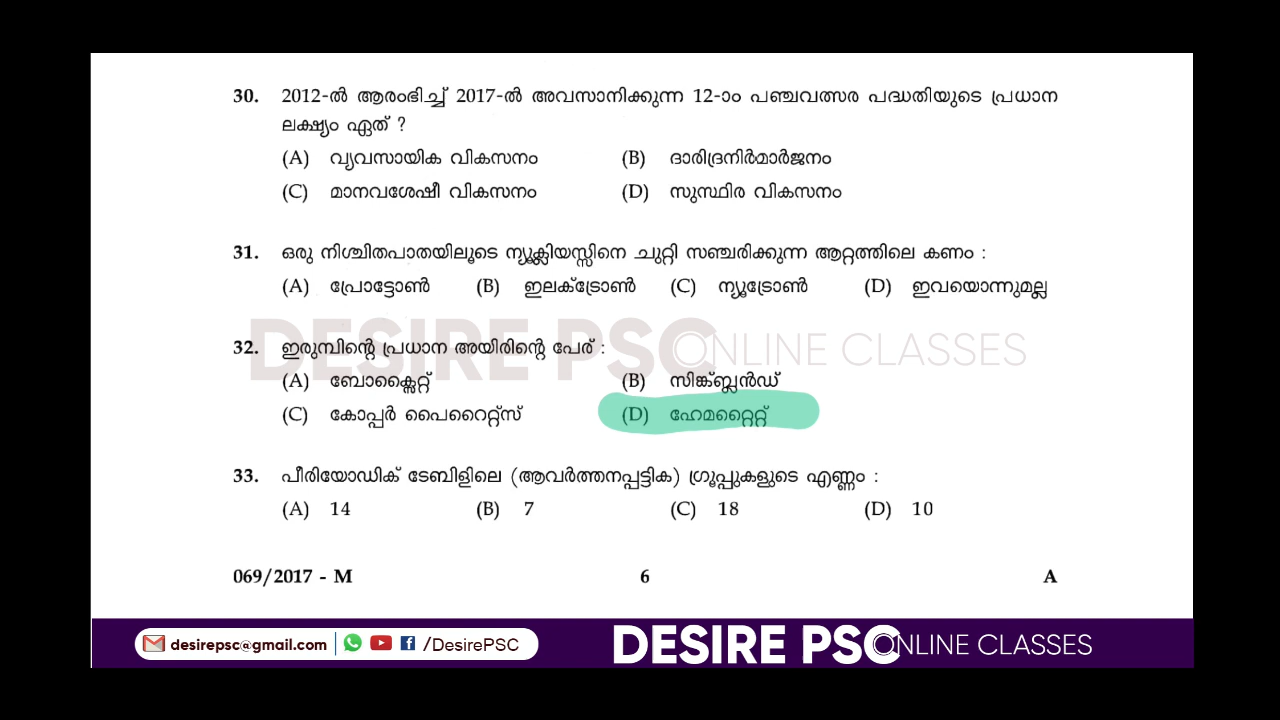 30. 2012-ൽ ആരംഭിച്ച് 2017-ൽ അവസാനിക്കുന്ന 12-ാം പഞ്ചവത്സര പദ്ധതിയുടെ പ്രധാന
ലക്ഷ്യം ഏത് ?
(A) വ്യവസായിക വികസനം (B) ദാരിദ്രനിർമാർജനം
(C) മാനവശേഷീ വികസനം (D) സുസ്ഥിര വികസനം
31. ഒരു നിശ്ചിതപാതയിലൂടെ ന്യൂക്ലിയസ്സിനെ ചുറ്റി സഞ്ചരിക്കുന്ന ആറ്റത്തിലെ കണം :
(A) പ്രോട്ടോൺ (B) ഇലക്ട്രോൺ (C) ന്യൂട്രോൺ (D) ഇവയൊന്നുമല്ല
DESIRE PSC ONLINE CLASSES
32. ഇരുമ്പിന്റെ പ്രധാന അയിരിന്റെ പേര് :
(A) ബോക്സൈറ്റ് (B) സിങ്ക്ബ്ലൻഡ്
(C) കോപ്പർ പൈറൈറ്റ്സ് (D) ഹേമറ്റൈറ്റ്
33. പീരിയോഡിക് ടേബിളിലെ (ആവർത്തനപ്പട്ടിക) ഗ്രൂപ്പുകളുടെ എണ്ണം :
(A) 14 (B) 7 (C) 18 (D) 10
069/2017 - M 6 A
desirepsc@gmail.com /DesirePSC DESIRE PSC ONLINE CLASSES